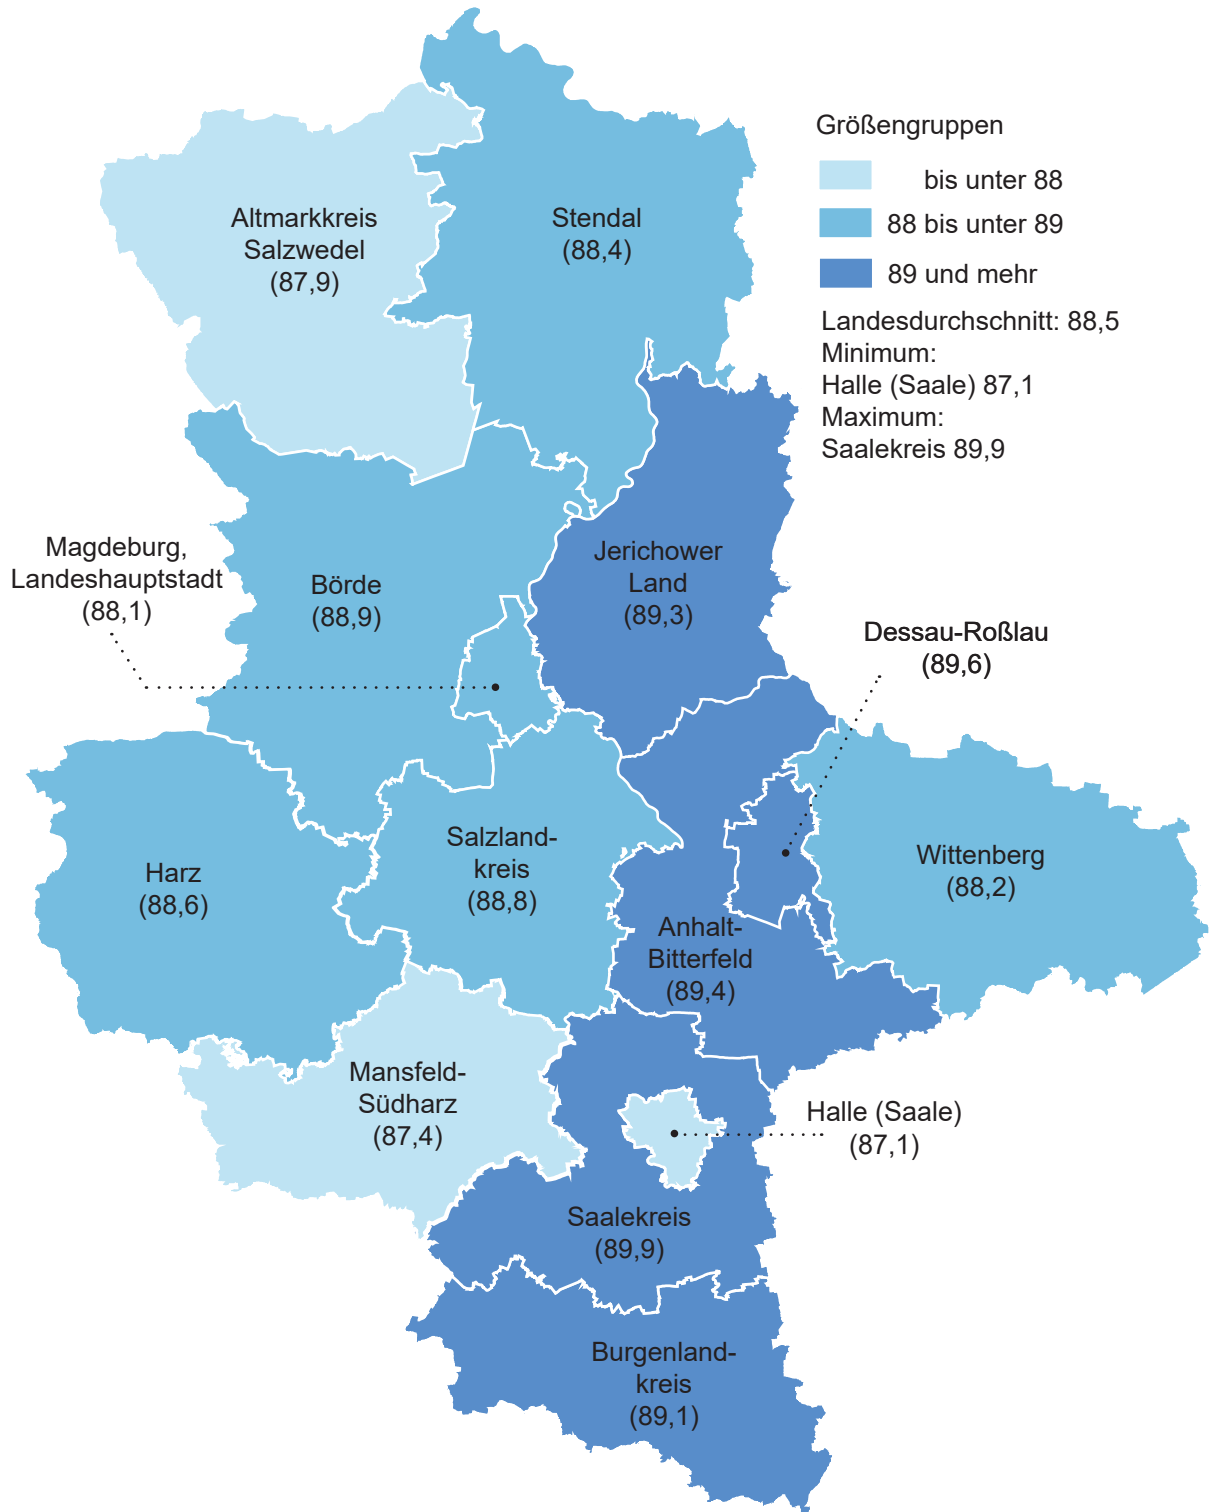 Größengruppen
bis unter 88
88 bis unter 89
89 und mehr
Landesdurchschnitt: 88,5
Minimum:
Halle (Saale) 87,1
Maximum:
Saalekreis 89,9
Altmarkkreis
Salzwedel
(87,9)
Stendal
(88,4)
Magdeburg,
Landeshauptstadt
(88,1)
Börde
(88,9)
Jerichower
Land
(89,3)
Dessau-Roßlau
(89,6)
Harz
(88,6)
Salzland-
kreis
(88,8)
Wittenberg
(88,2)
Anhalt-
Bitterfeld
(89,4)
Mansfeld-
Südharz
(87,4)
Halle (Saale)
(87,1)
Saalekreis
(89,9)
Burgenland-
kreis
(89,1)